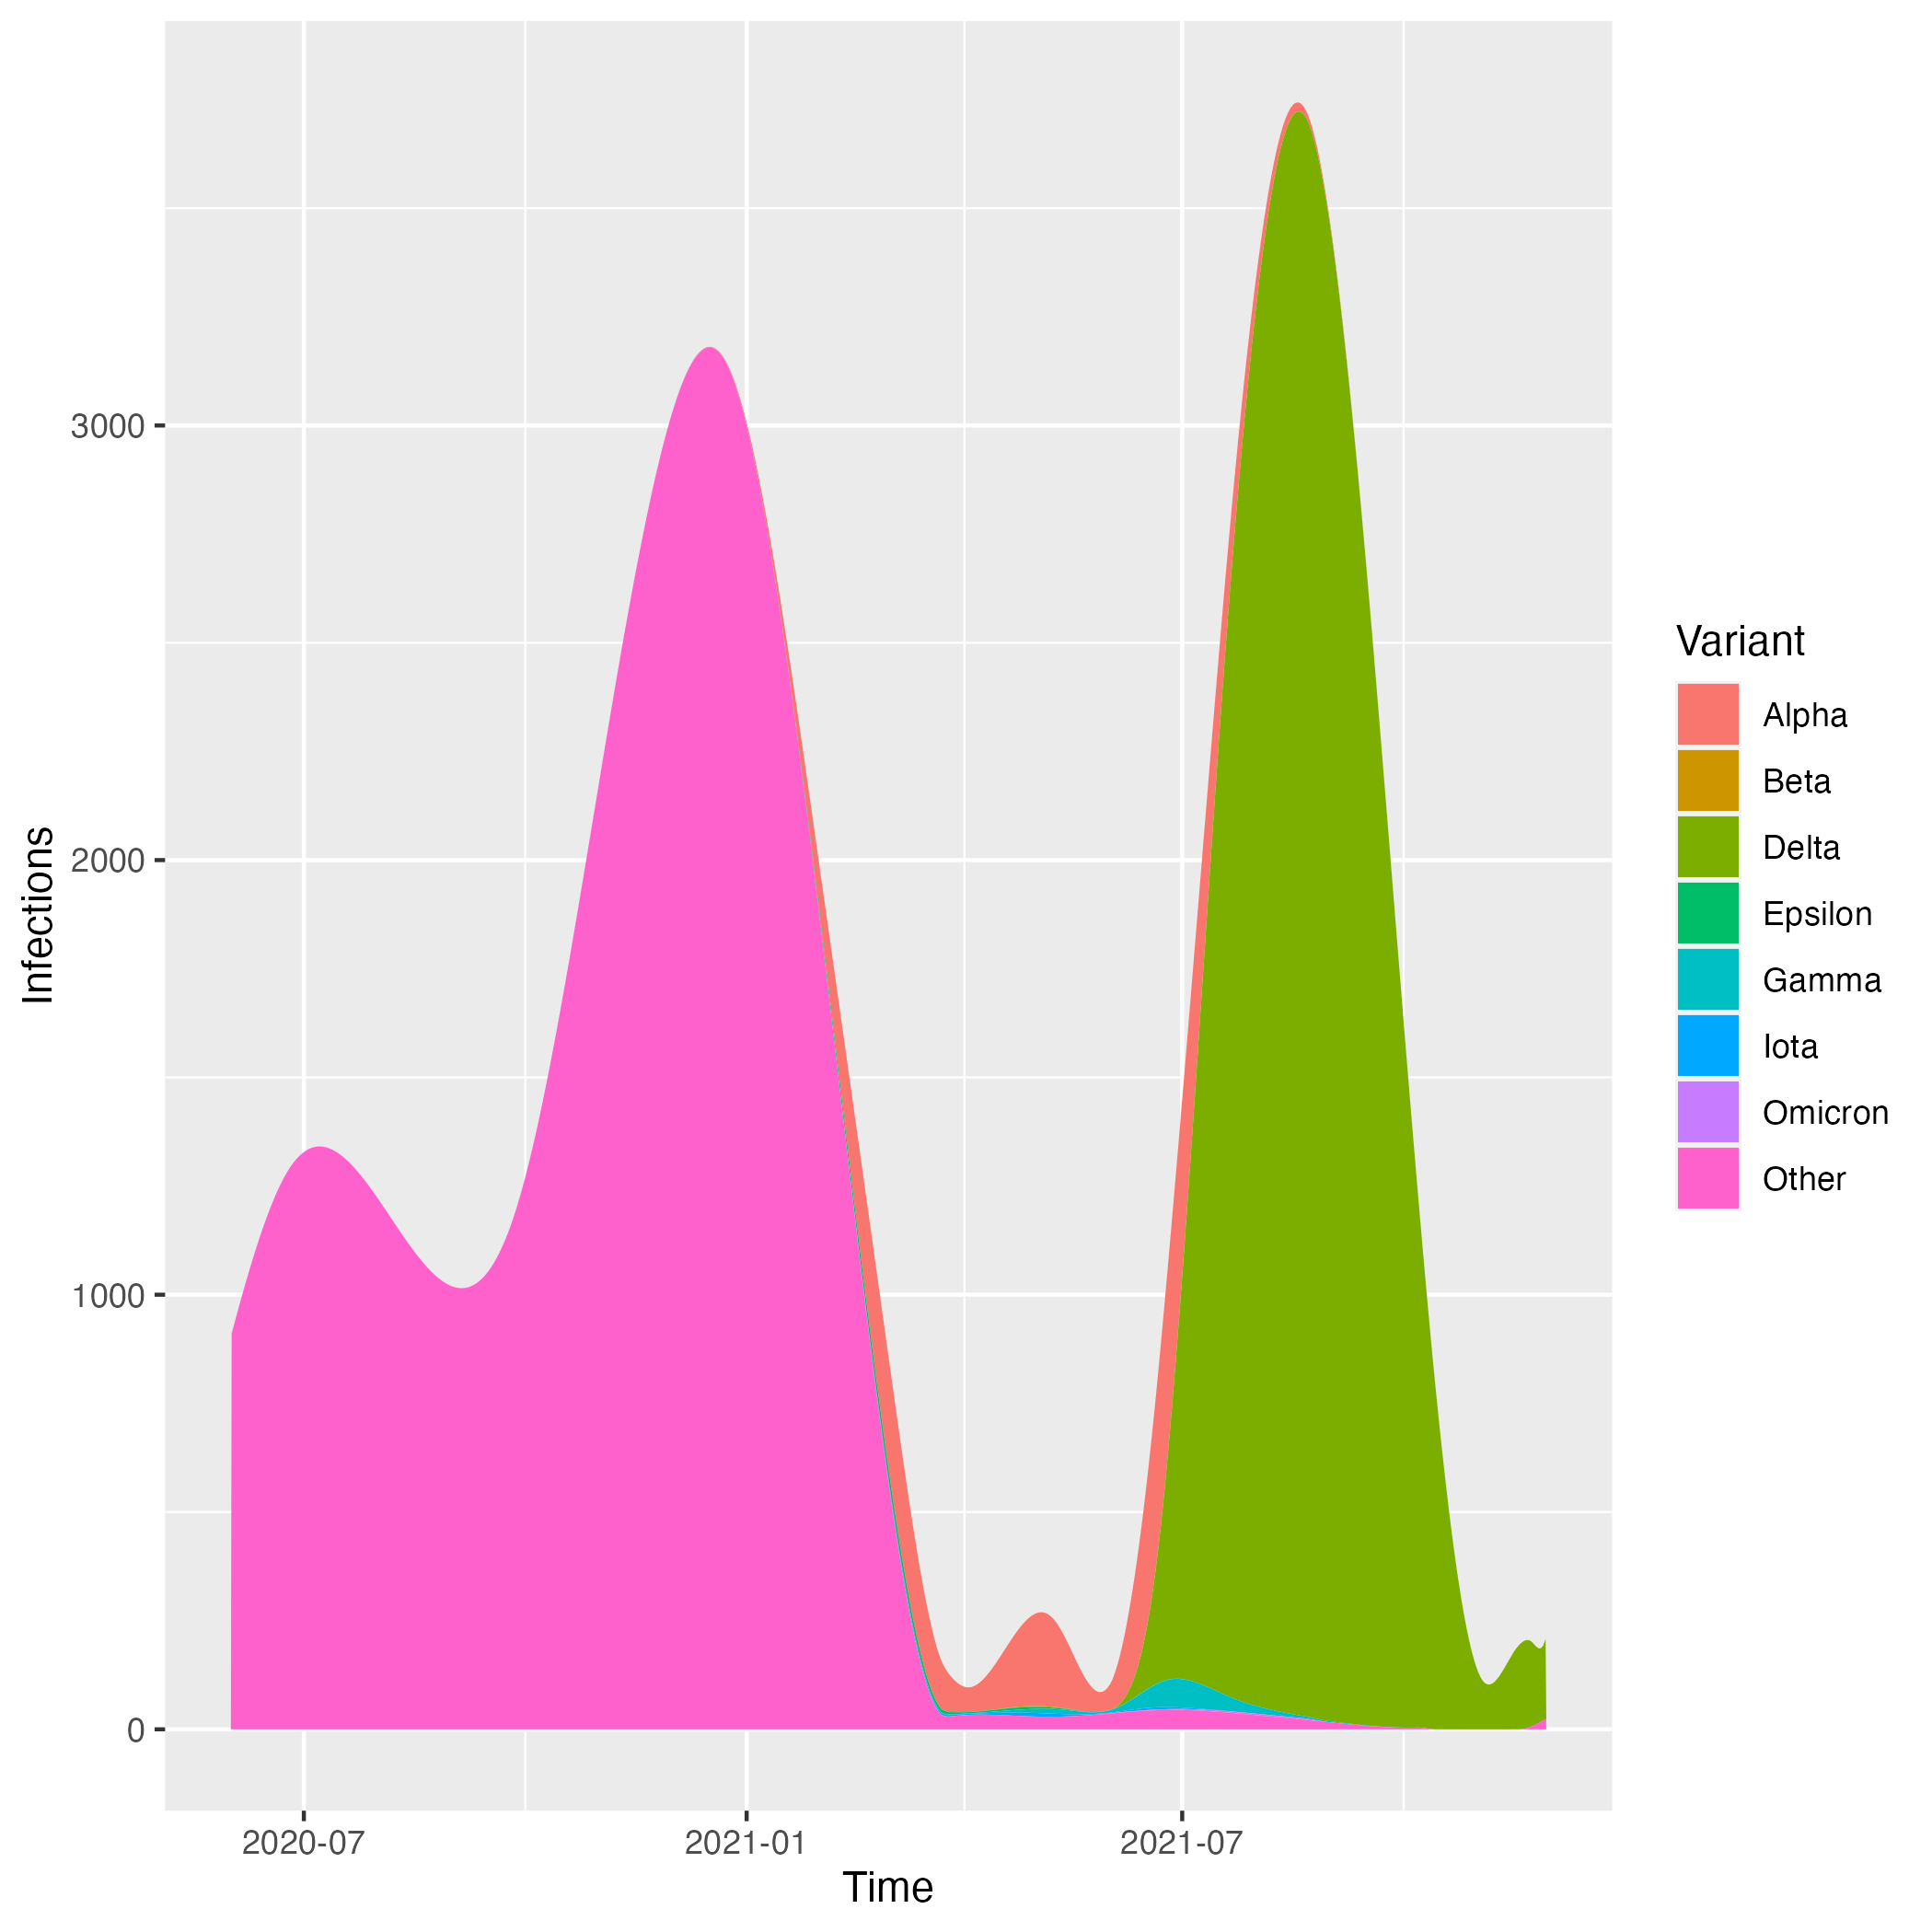 Infections
3000
2000
1000
0
2020-07
2021-01
2021-07
Time
Variant
Alpha
Beta
Delta
Epsilon
Gamma
Iota
Omicron
Other